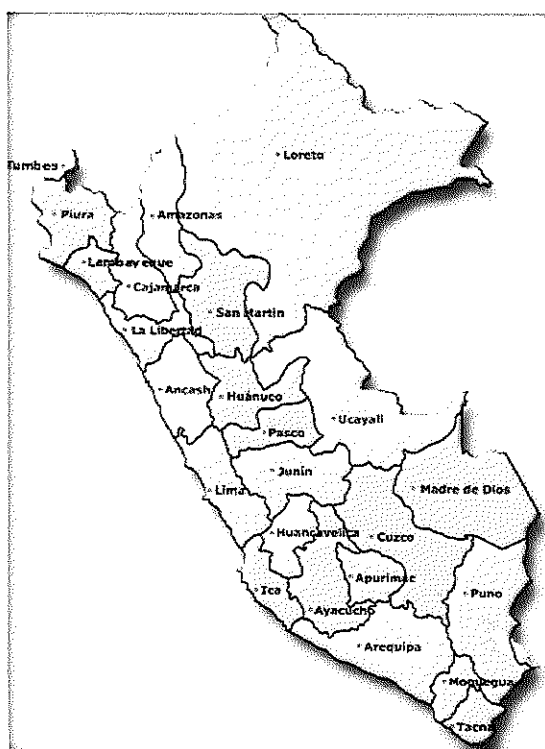 Loreto
Tumbes
Piura
Amazonas
Lambayeque
Cajamarca
San Martin
La Libertad
Ancash
Huánuco
Ucayali
Pasco
Junin
Lima
Madre de Dios
Huancavelica
Cuzco
Apurimac
Ica
Puno
Ayacucho
Arequipa
Moquegua
Tacna